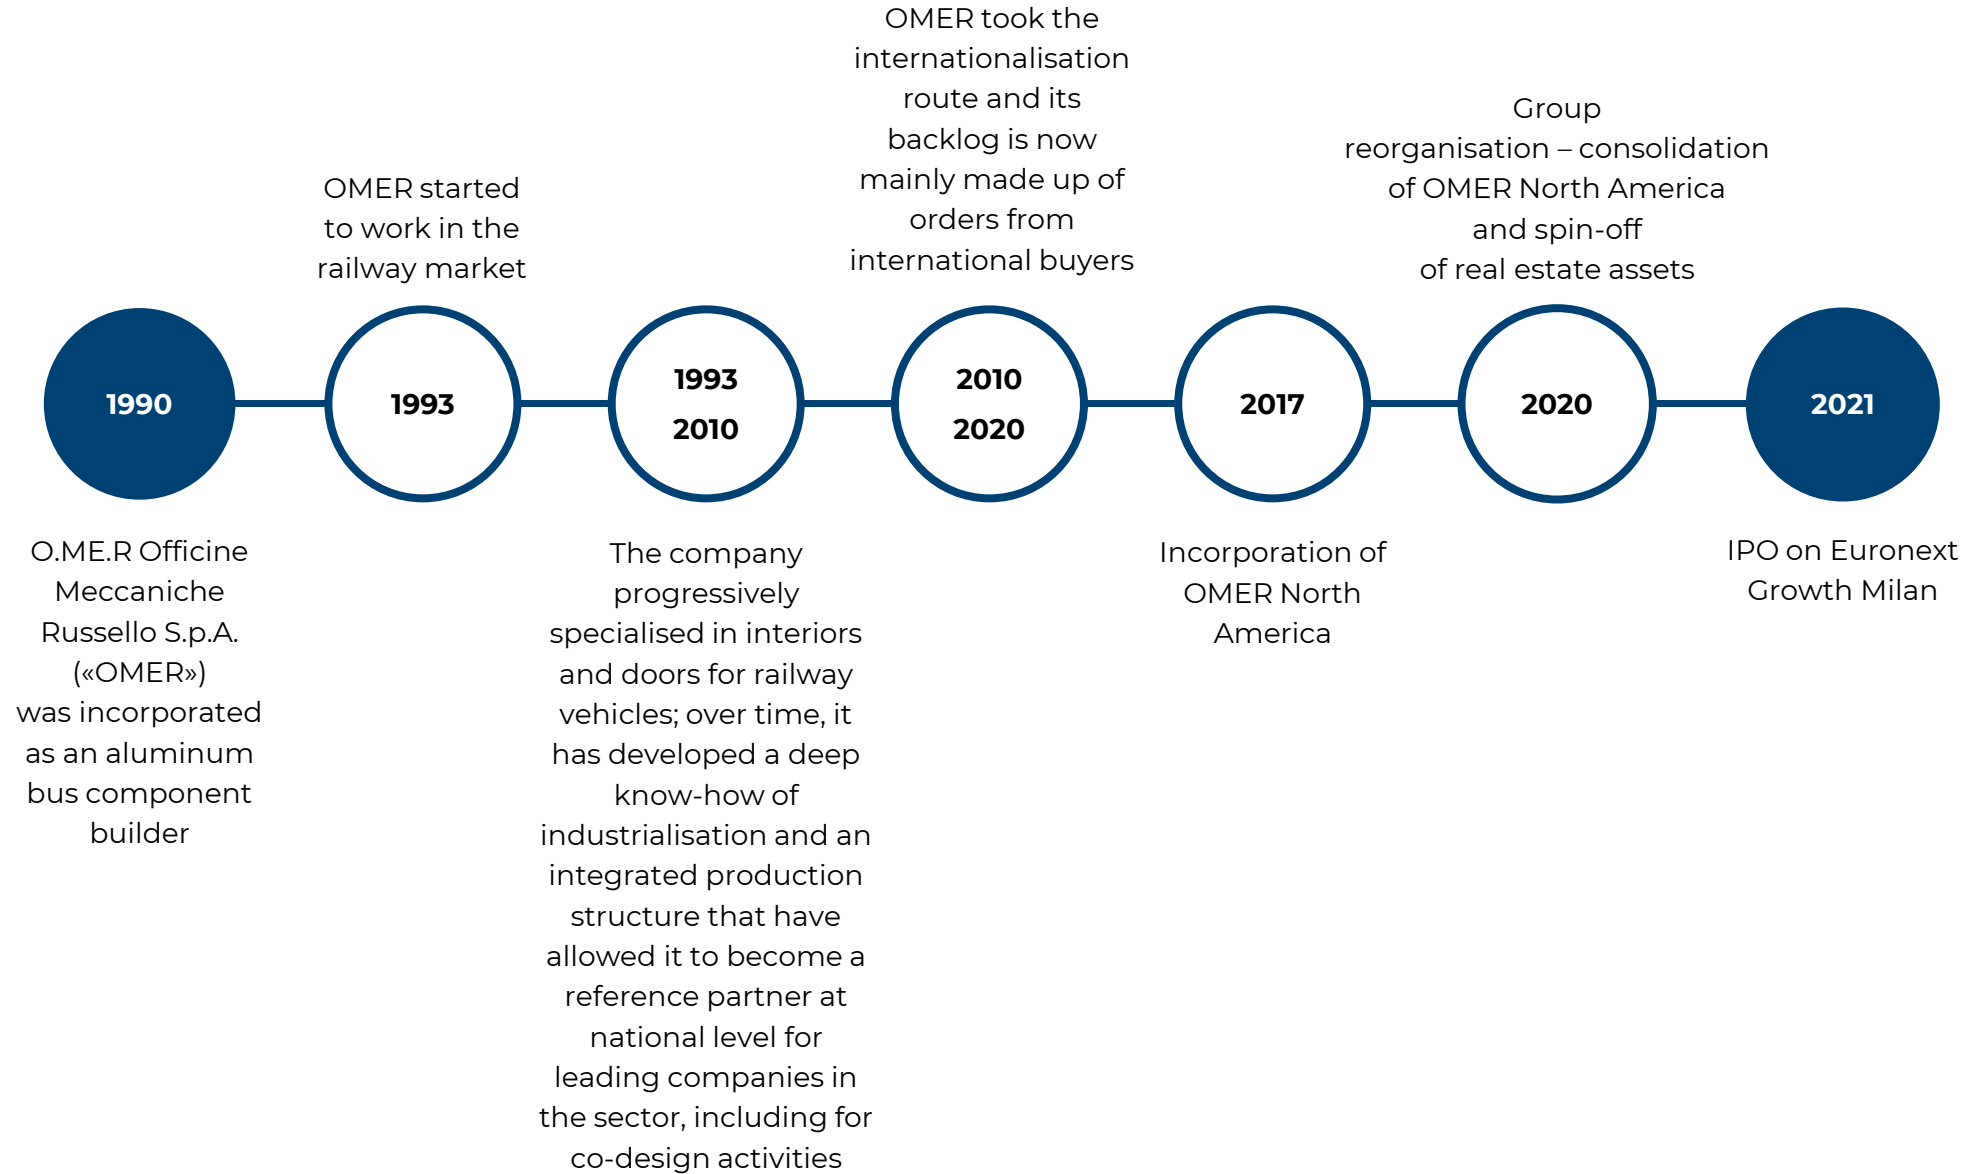 1990
O.ME.R Officine
Meccaniche
Russello S.p.A.
(«OMER»)
was incorporated
as an aluminum
bus component
builder
OMER started
to work in the
railway market
1993
1993
2010
The company
progressively
specialised in interiors
and doors for railway
vehicles; over time, it
has developed a deep
know-how of
industrialisation and an
integrated production
structure that have
allowed it to become a
reference partner at
national level for
leading companies in
the sector, including for
co-design activities
OMER took the
internationalisation
route and its
backlog is now
mainly made up of
orders from
international buyers
2010
2020
2017
Incorporation of
OMER North
America
Group
reorganisation – consolidation
of OMER North America
and spin-off
of real estate assets
2020
2021
IPO on Euronext
Growth Milan